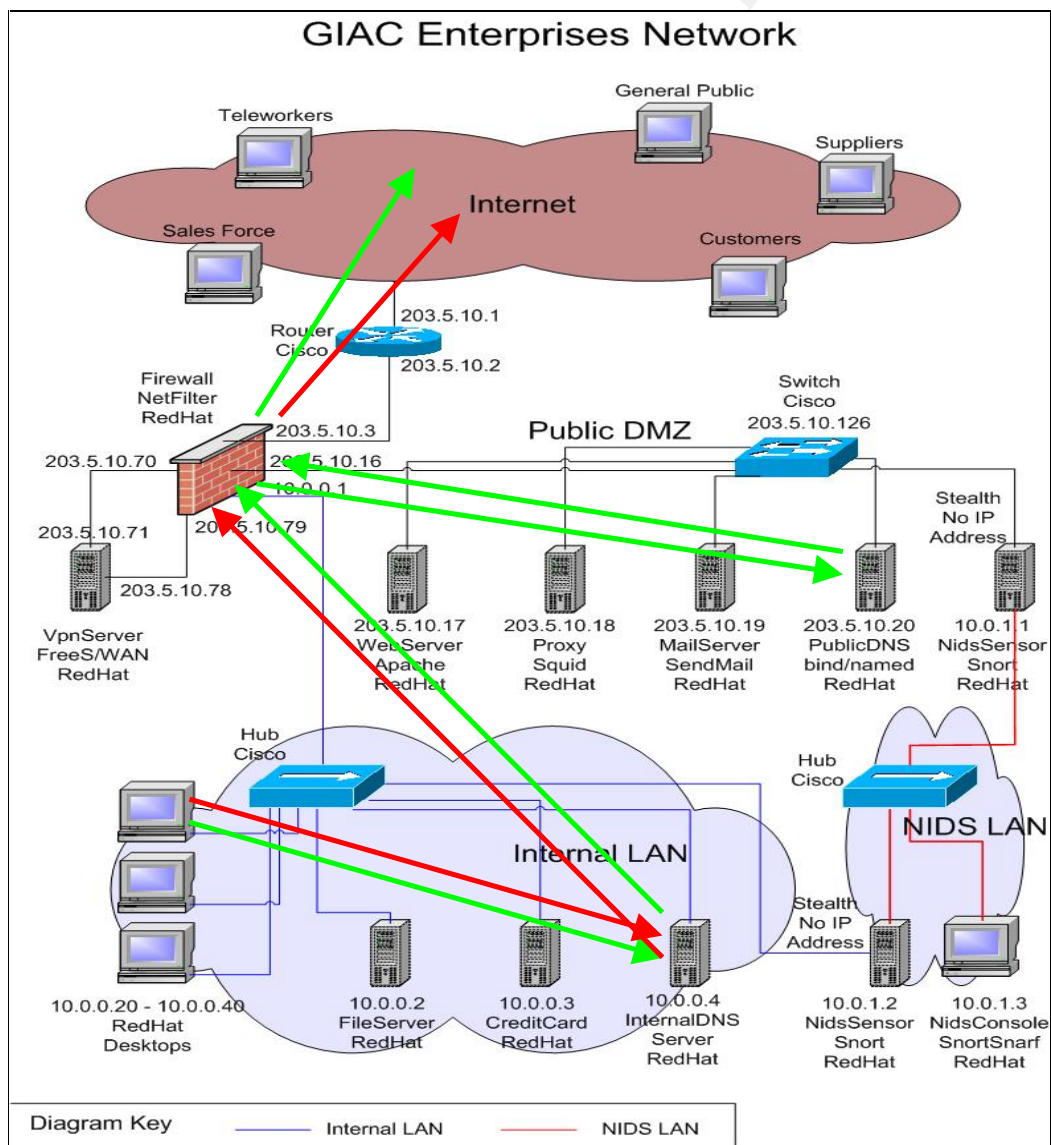 GIAC Enterprises Network
Teleworkers
General Public
Suppliers
Internet
Sales Force
Customers
203.5.10.1
Router
Cisco
203.5.10.2
Firewall
NetFilter
RedHat
Switch
Cisco
203.5.10.126
203.5.10.3
Public DMZ
203.5.10.70
203.5.10.16
10.0.0.1
Stealth
No IP
Address
203.5.10.79
203.5.10.71
203.5.10.78
VpnServer
FreeS/WAN
RedHat
203.5.10.17
WebServer
Apache
RedHat
203.5.10.18
Proxy
Squid
RedHat
203.5.10.19
MailServer
SendMail
RedHat
203.5.10.20
PublicDNS
bind/named
RedHat
10.0.1.1
NidsSensor
Snort
RedHat
Hub
Cisco
Hub
Cisco
NIDS LAN
Internal LAN
Stealth
No IP
Address
10.0.0.20 - 10.0.0.40
RedHat
Desktops
10.0.0.2
FileServer
RedHat
10.0.0.3
CreditCard
RedHat
10.0.0.4
InternalDNS
Server
RedHat
10.0.1.2
NidsSensor
Snort
RedHat
10.0.1.3
NidsConsole
SnortSnarf
RedHat
Diagram Key
Internal LAN
NIDS LAN